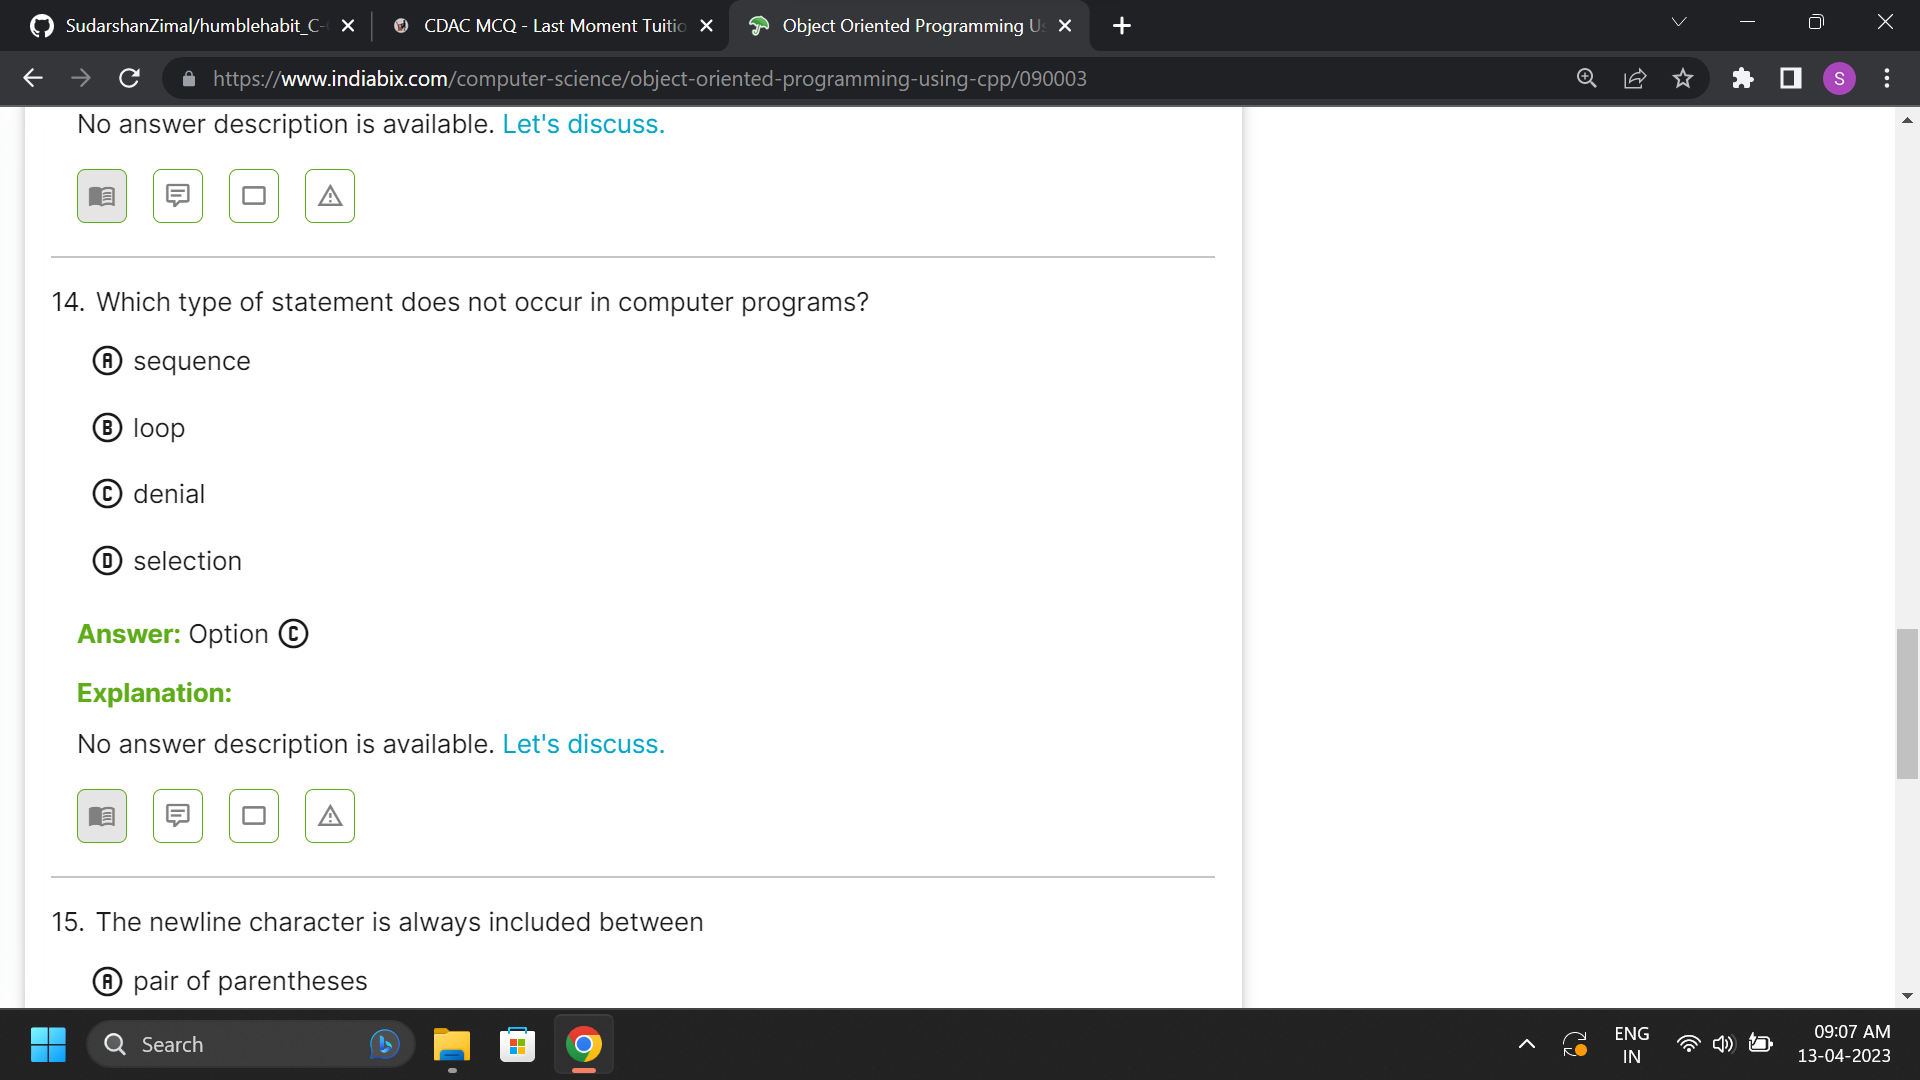 SudarshanZimal/humblehabit_C-
CDAC MCQ - Last Moment Tuitio
Object Oriented Programming Us
https://www.indiabix.com/computer-science/object-oriented-programming-using-cpp/090003
S
No answer description is available. Let's discuss.
14. Which type of statement does not occur in computer programs?
A sequence
B loop
C denial
D selection
Answer: Option C
Explanation:
No answer description is available. Let's discuss.
15. The newline character is always included between
A pair of parentheses
Search
ENG
IN
09:07 AM
13-04-2023